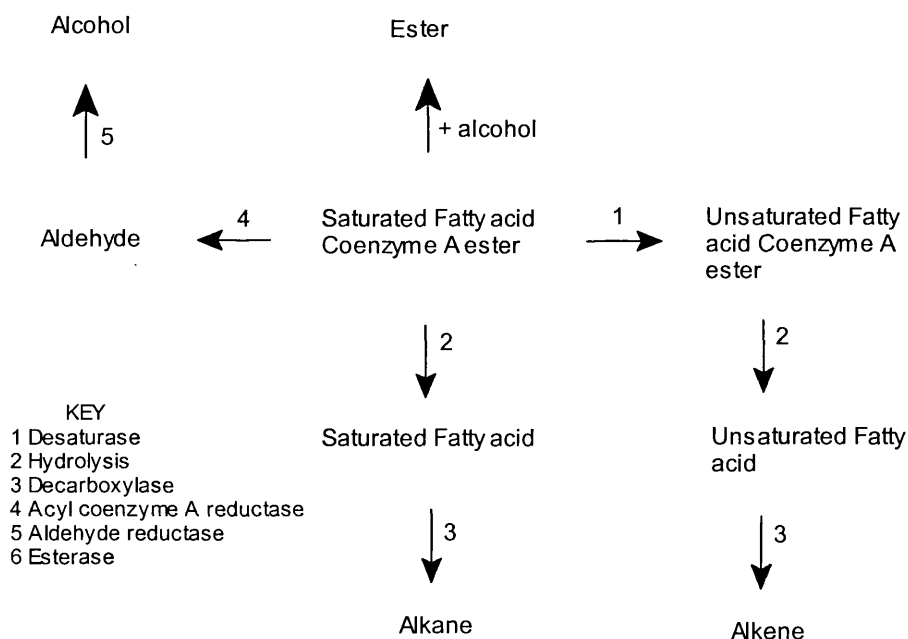 Alcohol
Ester
5
+ alcohol
Aldehyde
4
Saturated Fatty acid
Coenzyme A ester
1
Unsaturated Fatty
acid Coenzyme A
ester
2
2
KEY
1 Desaturase
2 Hydrolysis
3 Decarboxylase
4 Acyl coenzyme A reductase
5 Aldehyde reductase
6 Esterase
Saturated Fatty acid
Unsaturated Fatty
acid
3
3
Alkane
Alkene